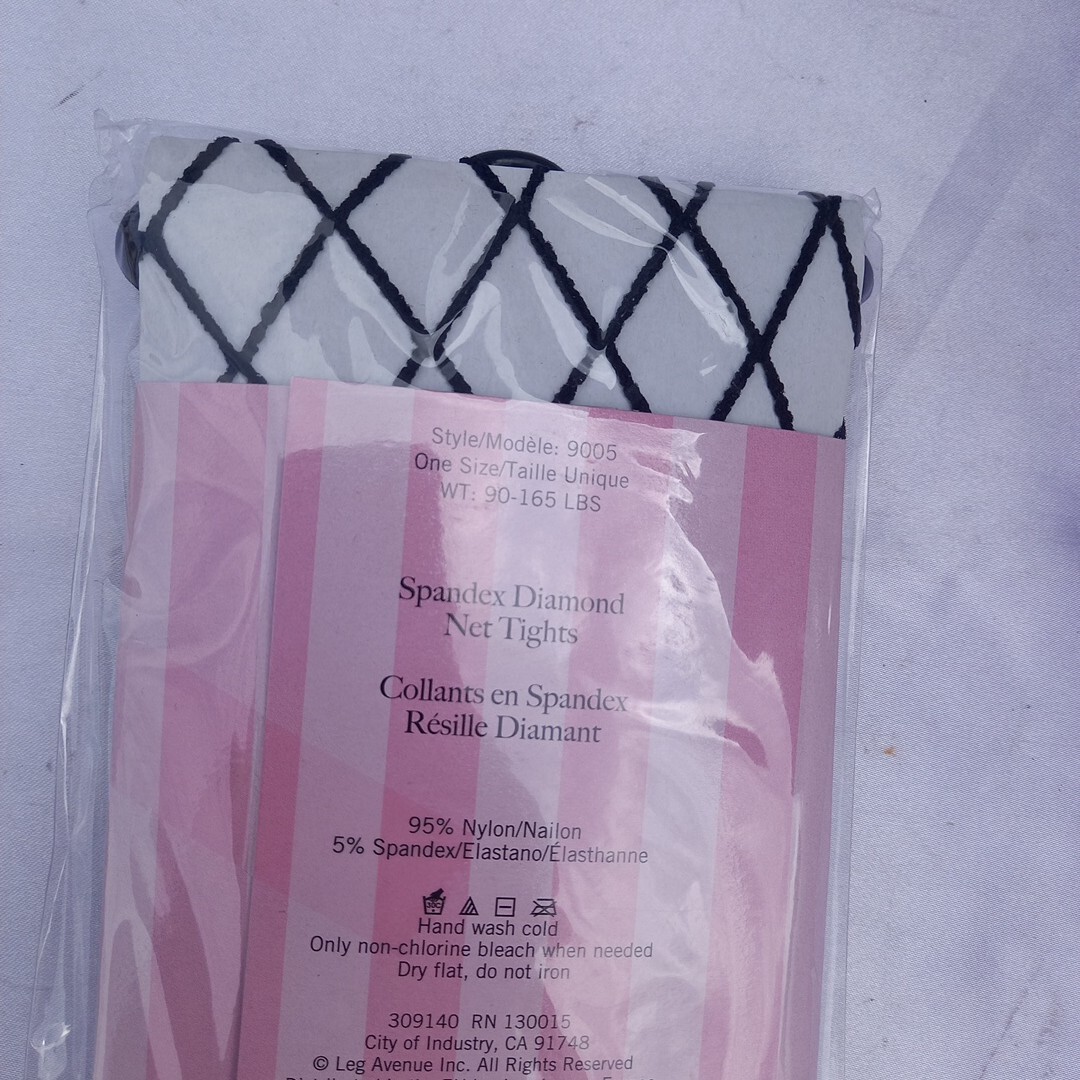 Style/Modèle: 9005
One Size/Taille Unique
WT: 90-165 LBS
Spandex Diamond
Net Tights
Collants en Spandex
Résille Diamant
95% Nylon/Nailon
5% Spandex/Elastano/Élasthanne
Hand wash cold
Only non-chlorine bleach when needed
Dry flat, do not iron
309140 RN 130015
City of Industry, CA 91748
© Leg Avenue Inc. All Rights Reserved